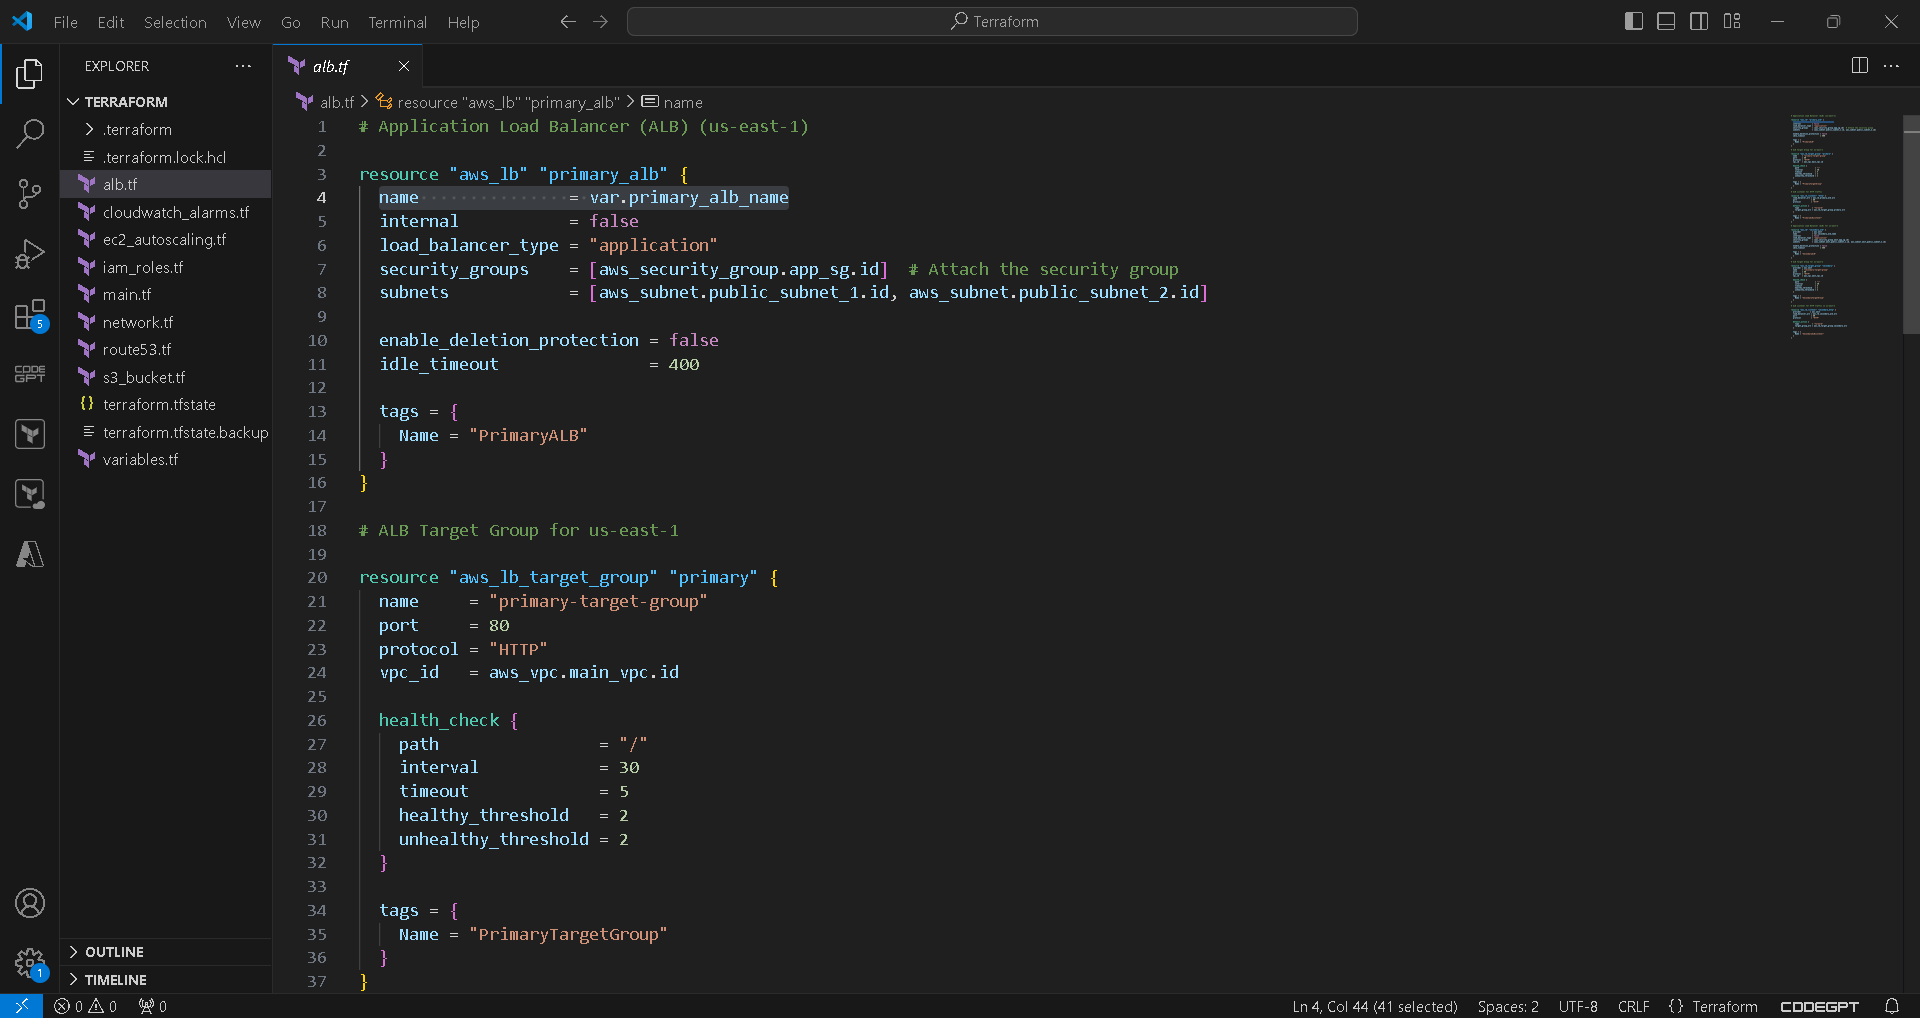 File Edit Selection View Go Run Terminal Help
Terraform
EXPLORER
TERRAFORM
.terraform
.terraform.lock.hcl
alb.tf
cloudwatch_alarms.tf
ec2_autoscaling.tf
iam_roles.tf
main.tf
network.tf
route53.tf
s3_bucket.tf
{} terraform.tfstate
terraform.tfstate.backup
variables.tf
OUTLINE
TIMELINE
5
CODE
GPT
1
alb.tf
alb.tf > resource "aws_lb" "primary_alb" > name
1 # Application Load Balancer (ALB) (us-east-1)
2
3 resource "aws_lb" "primary_alb" {
4   name               = var.primary_alb_name
5   internal           = false
6   load_balancer_type = "application"
7   security_groups    = [aws_security_group.app_sg.id]  # Attach the security group
8   subnets            = [aws_subnet.public_subnet_1.id, aws_subnet.public_subnet_2.id]
9
10   enable_deletion_protection = false
11   idle_timeout               = 400
12
13   tags = {
14     Name = "PrimaryALB"
15   }
16 }
17
18 # ALB Target Group for us-east-1
19
20 resource "aws_lb_target_group" "primary" {
21   name     = "primary-target-group"
22   port     = 80
23   protocol = "HTTP"
24   vpc_id   = aws_vpc.main_vpc.id
25
26   health_check {
27     path                = "/"
28     interval            = 30
29     timeout             = 5
30     healthy_threshold   = 2
31     unhealthy_threshold = 2
32   }
33
34   tags = {
35     Name = "PrimaryTargetGroup"
36   }
37 }
0 0 0
Ln 4, Col 44 (41 selected) Spaces: 2 UTF-8 CRLF {} Terraform CODEGPT